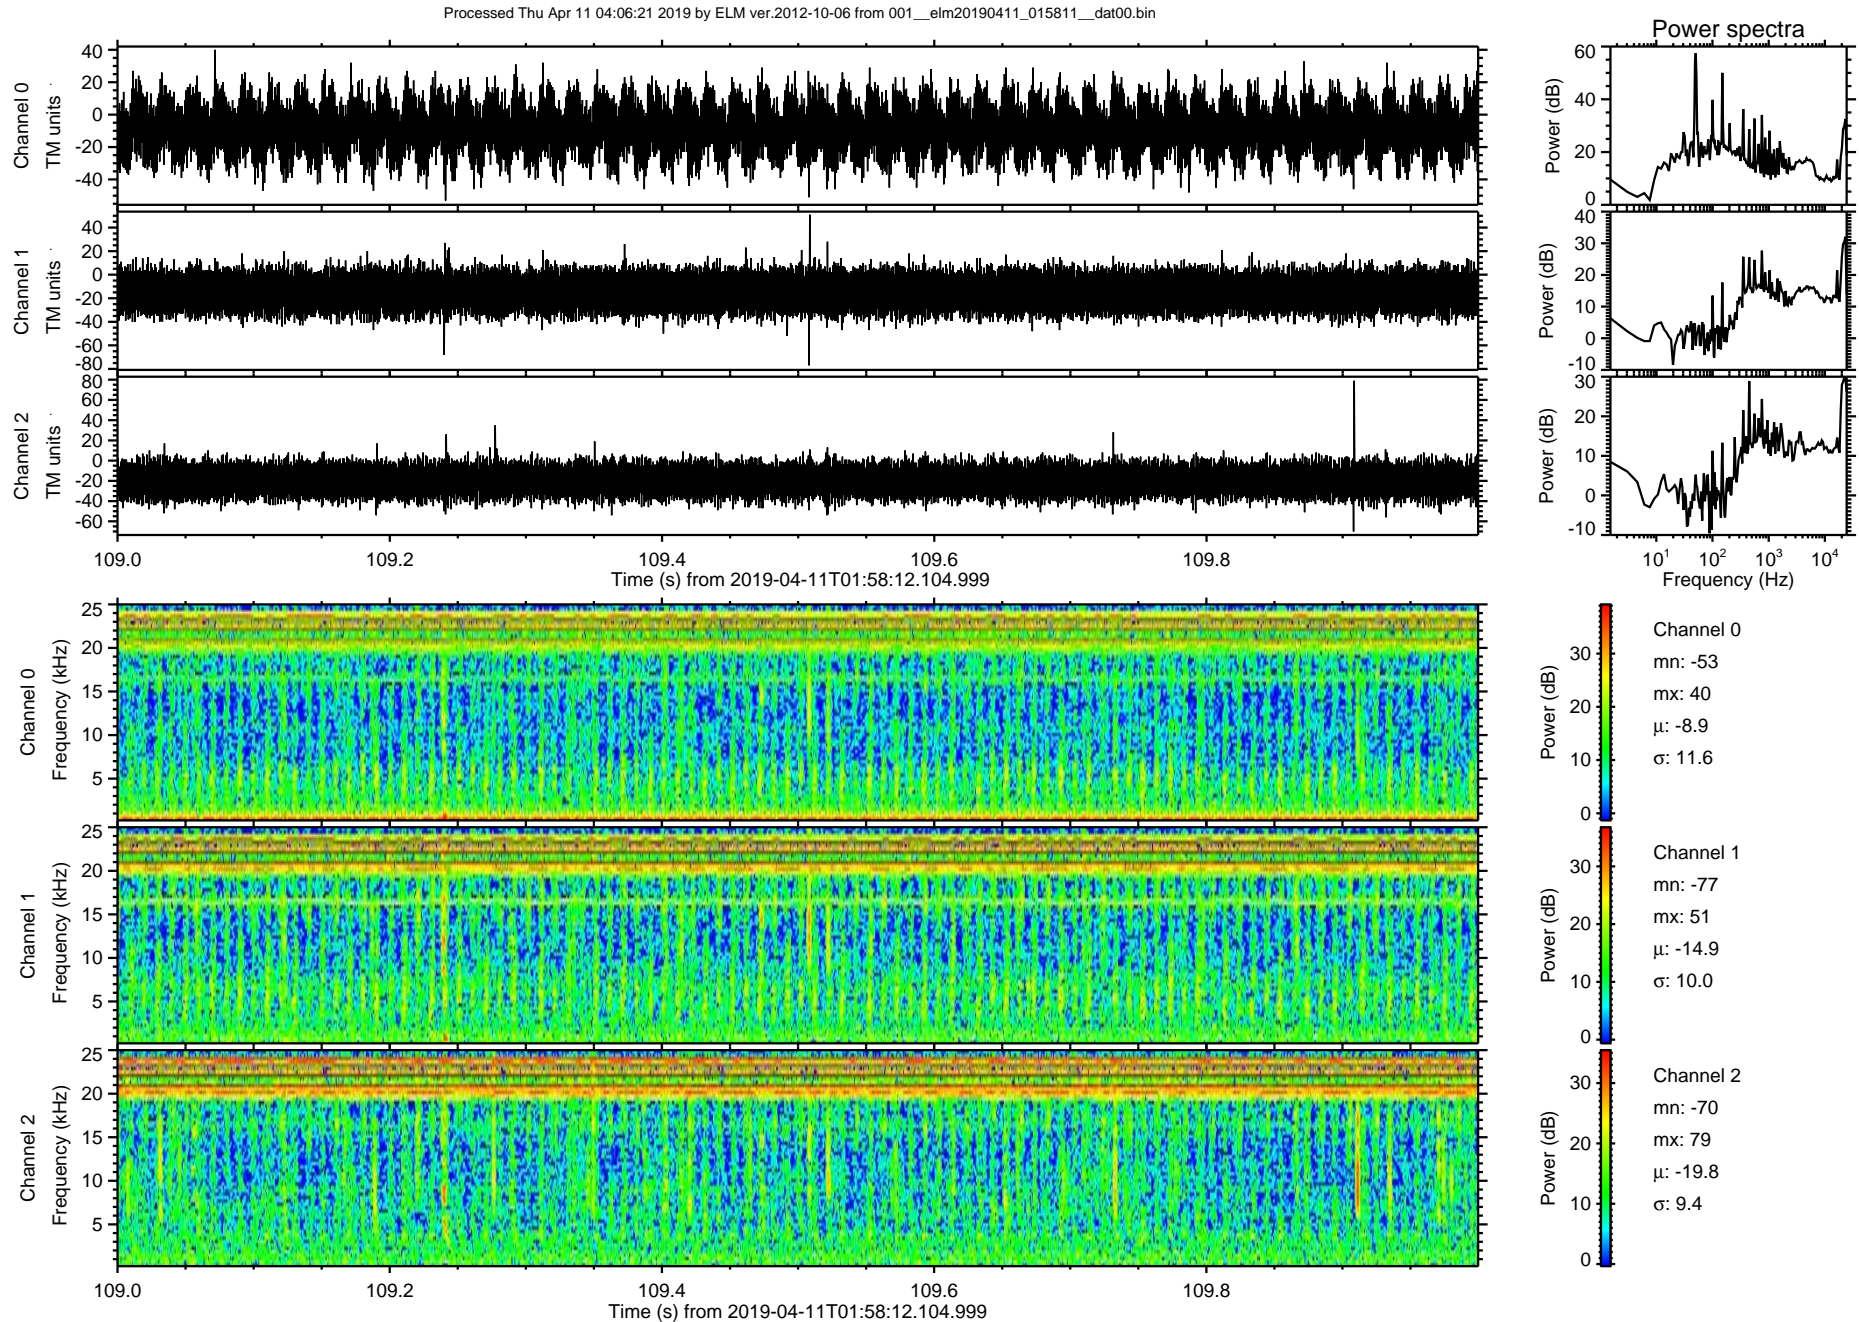 Processed Thu Apr 11 04:06:21 2019 by ELM ver.2012-10-06 from 001__elm20190411_015811__dat00.bin
Power spectra
Channel 0
TM units
40
20
0
-20
-40
Power (dB)
60
40
20
0
Channel 1
TM units
40
20
0
-20
-40
-60
-80
Power (dB)
40
30
20
10
0
-10
Channel 2
TM units
80
60
40
20
0
-20
-40
-60
Power (dB)
30
20
10
0
-10
109.0 109.2 109.4 109.6 109.8
Time (s) from 2019-04-11T01:58:12.104.999
10¹ 10² 10³ 10⁴
Frequency (Hz)
Channel 0
Frequency (kHz)
25
20
15
10
5
Power (dB)
30
20
10
0
Channel 0
mn: -53
mx: 40
μ: -8.9
σ: 11.6
Channel 1
Frequency (kHz)
25
20
15
10
5
Power (dB)
30
20
10
0
Channel 1
mn: -77
mx: 51
μ: -14.9
σ: 10.0
Channel 2
Frequency (kHz)
25
20
15
10
5
Power (dB)
30
20
10
0
Channel 2
mn: -70
mx: 79
μ: -19.8
σ: 9.4
109.0 109.2 109.4 109.6 109.8
Time (s) from 2019-04-11T01:58:12.104.999